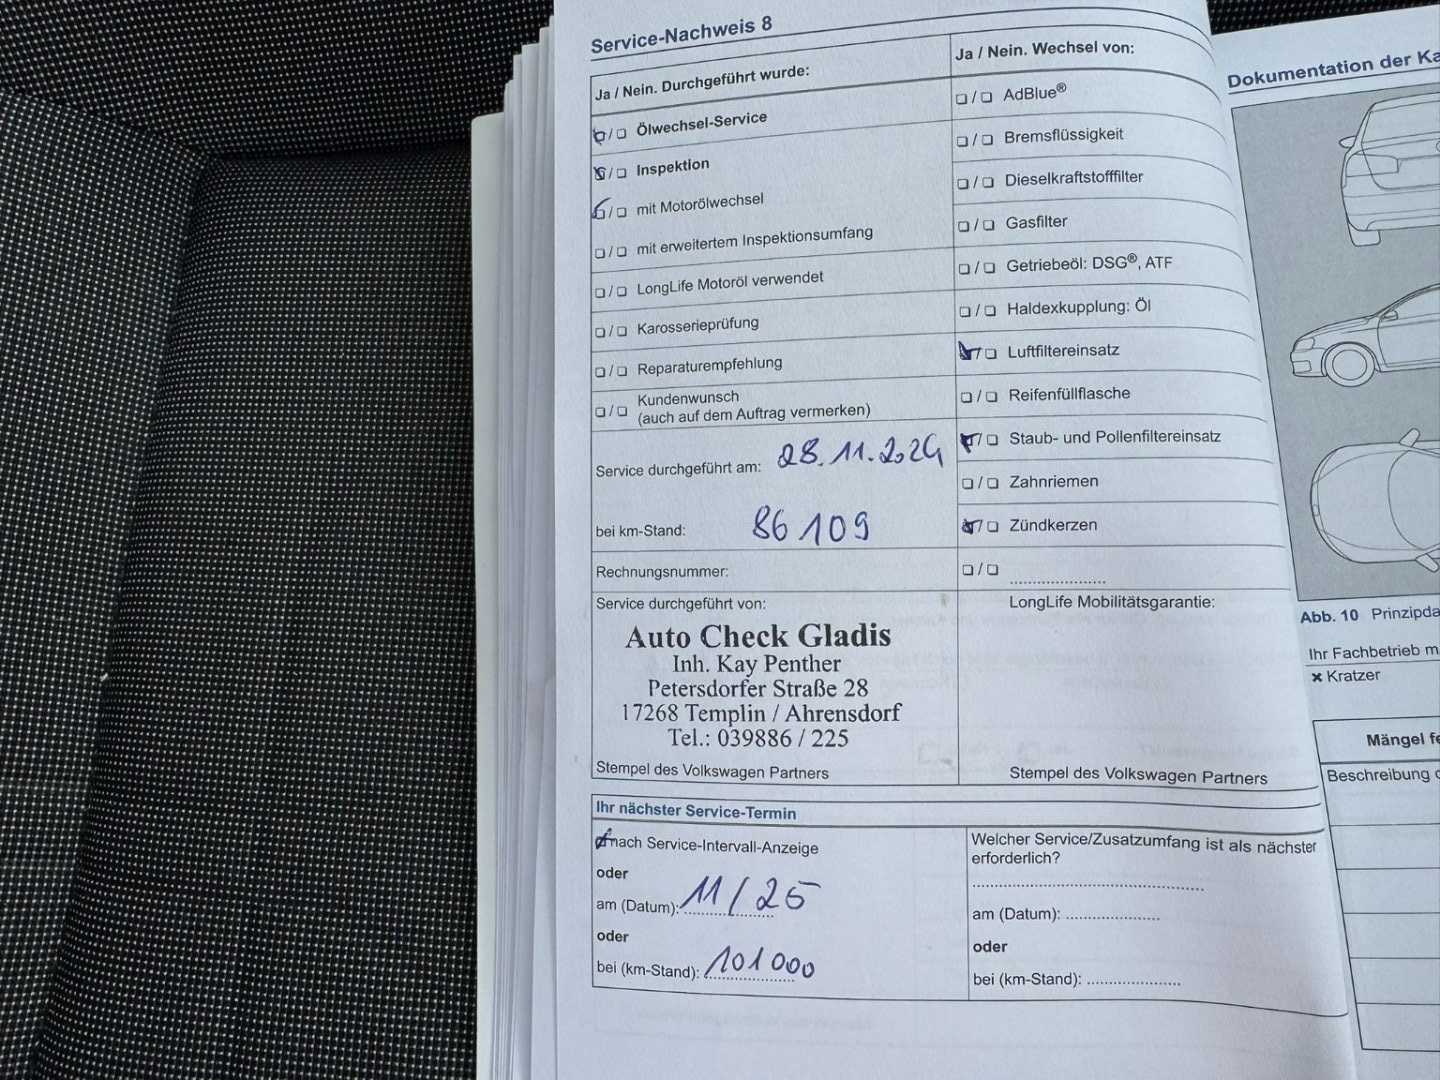 Service-Nachweis 8
Ja / Nein. Durchgeführt wurde:
Ölwechsel-Service
Inspektion
mit Motorölwechsel
mit erweitertem Inspektionsumfang
LongLife Motoröl verwendet
Karosserieprüfung
Reparaturempfehlung
Kundenwunsch
(auch auf dem Auftrag vermerken)
Service durchgeführt am: 28.11.2024
bei km-Stand: 86109
Rechnungsnummer:
Service durchgeführt von:
Auto Check Gladis
Inh. Kay Penther
Petersdorfer Straße 28
17268 Templin / Ahrensdorf
Tel.: 039886 / 225
Stempel des Volkswagen Partners
Ja / Nein. Wechsel von:
AdBlue®
Bremsflüssigkeit
Dieselkraftstofffilter
Gasfilter
Getriebeöl: DSG®, ATF
Haldexkupplung: Öl
Luftfiltereinsatz
Reifenfüllflasche
Staub- und Pollenfiltereinsatz
Zahnriemen
Zündkerzen
LongLife Mobilitätsgarantie:
Stempel des Volkswagen Partners
Ihr nächster Service-Termin
nach Service-Intervall-Anzeige
oder
am (Datum): 11/25
oder
bei (km-Stand): 101000
Welcher Service/Zusatzumfang ist als nächster
erforderlich?
am (Datum):
oder
bei (km-Stand):
Dokumentation der Ka
Abb. 10 Prinzipda
Ihr Fachbetrieb m
× Kratzer
Mängel fe
Beschreibung